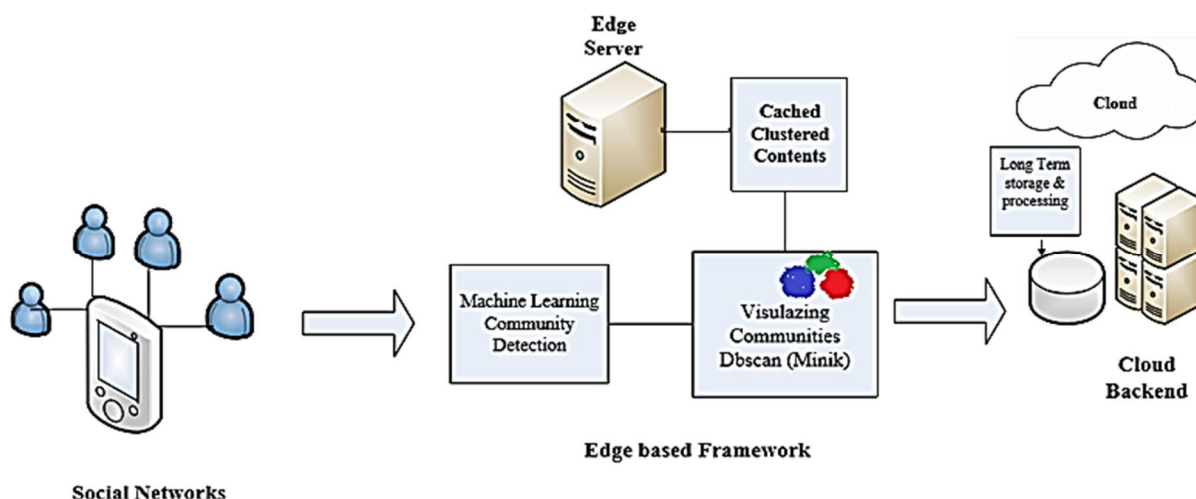 Edge
Server
Cached
Clustered
Contents
Cloud
Long Term
storage &
processing
Machine Learning
Community
Detection
Visulazing
Communities
Dbscan (Minik)
Cloud
Backend
Edge based Framework
Social Networks